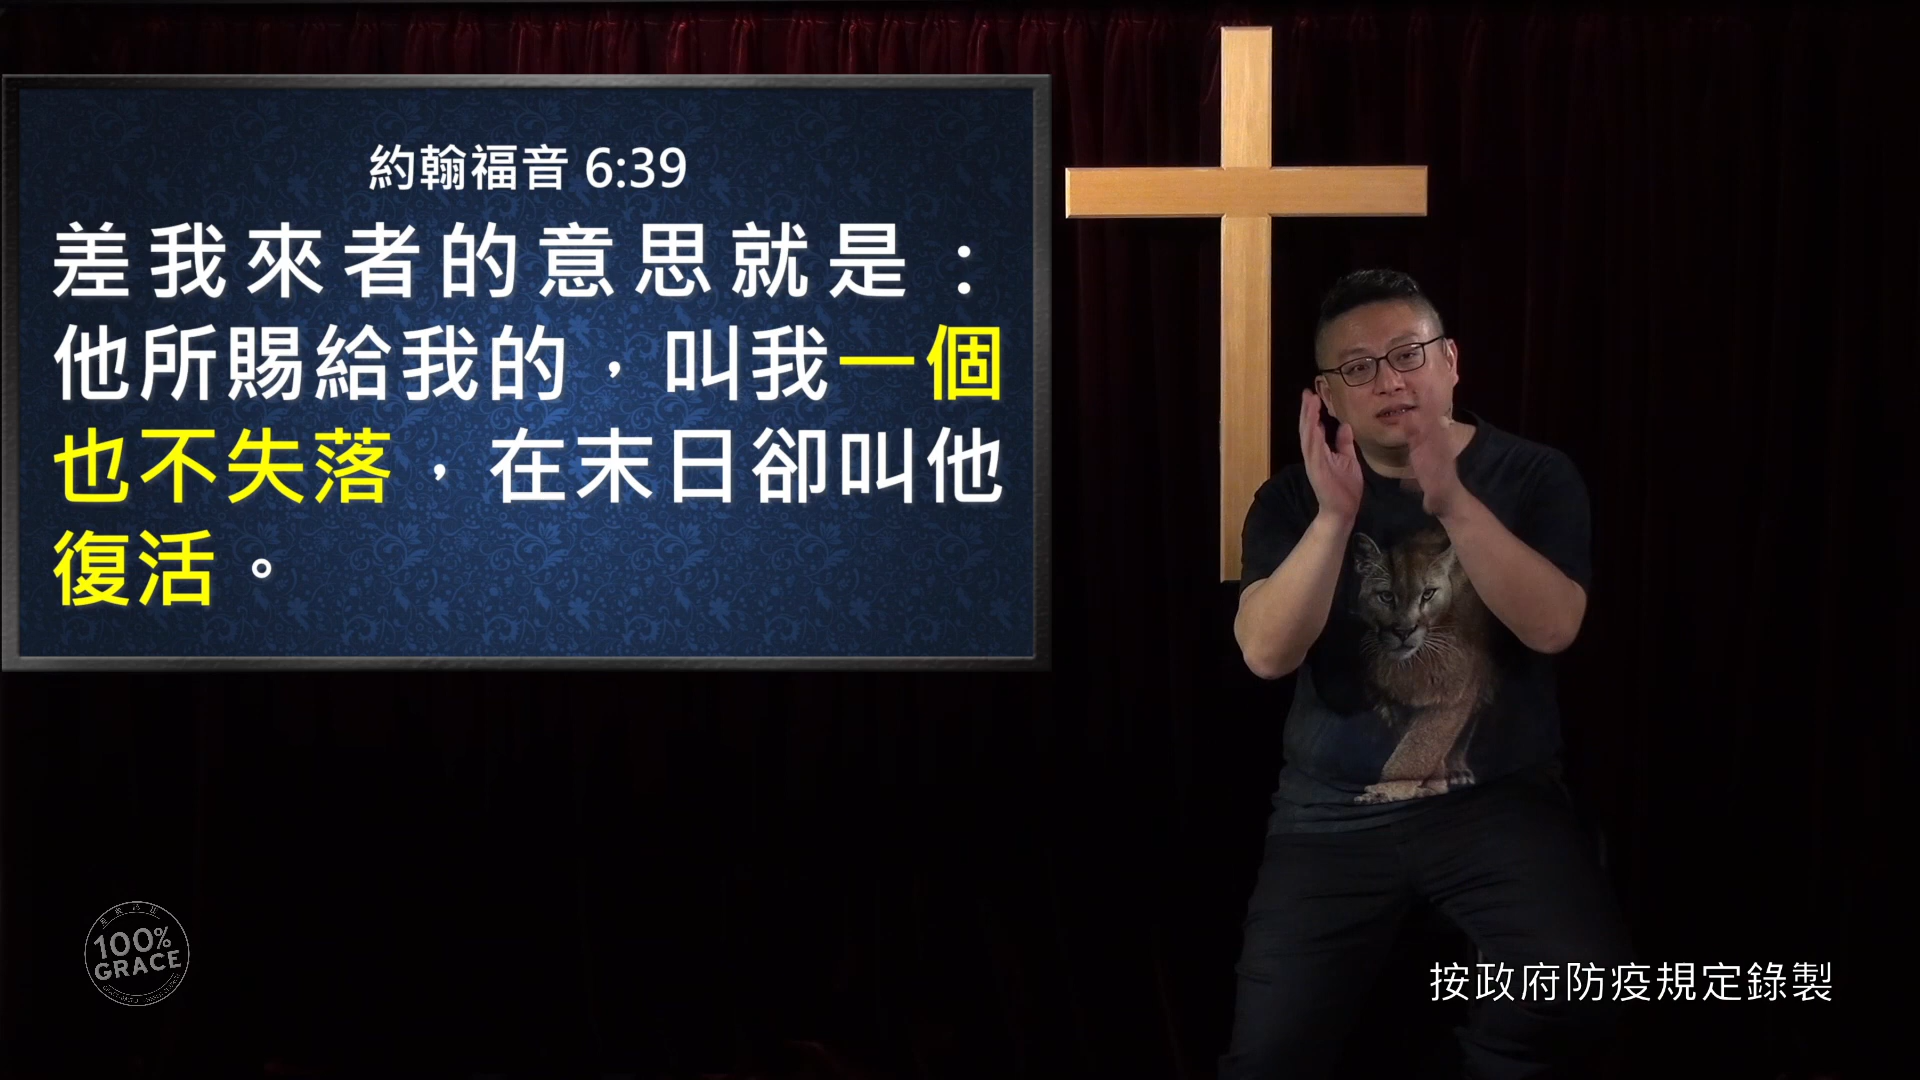 約翰福音 6:39
差我來者的意思就是：
他所賜給我的，叫我一個
也不失落，在末日卻叫他
復活。
100%
GRACE
按政府防疫規定錄製